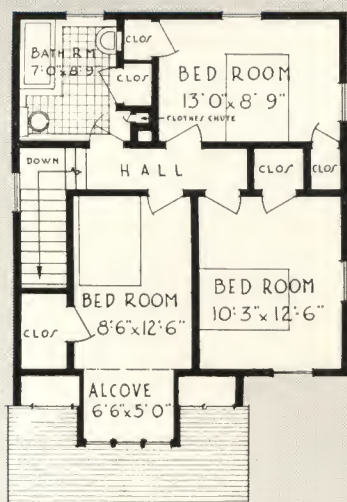 BATH RM
7'0"x8'9"
CLOS
CLOS
BED ROOM
13'0"x8'9"
CLOTHES CHUTE
DOWN
HALL
CLOS
CLOS
BED ROOM
8'6"x12'6"
BED ROOM
10'3"x12'6"
CLOS
ALCOVE
6'6"x5'0"